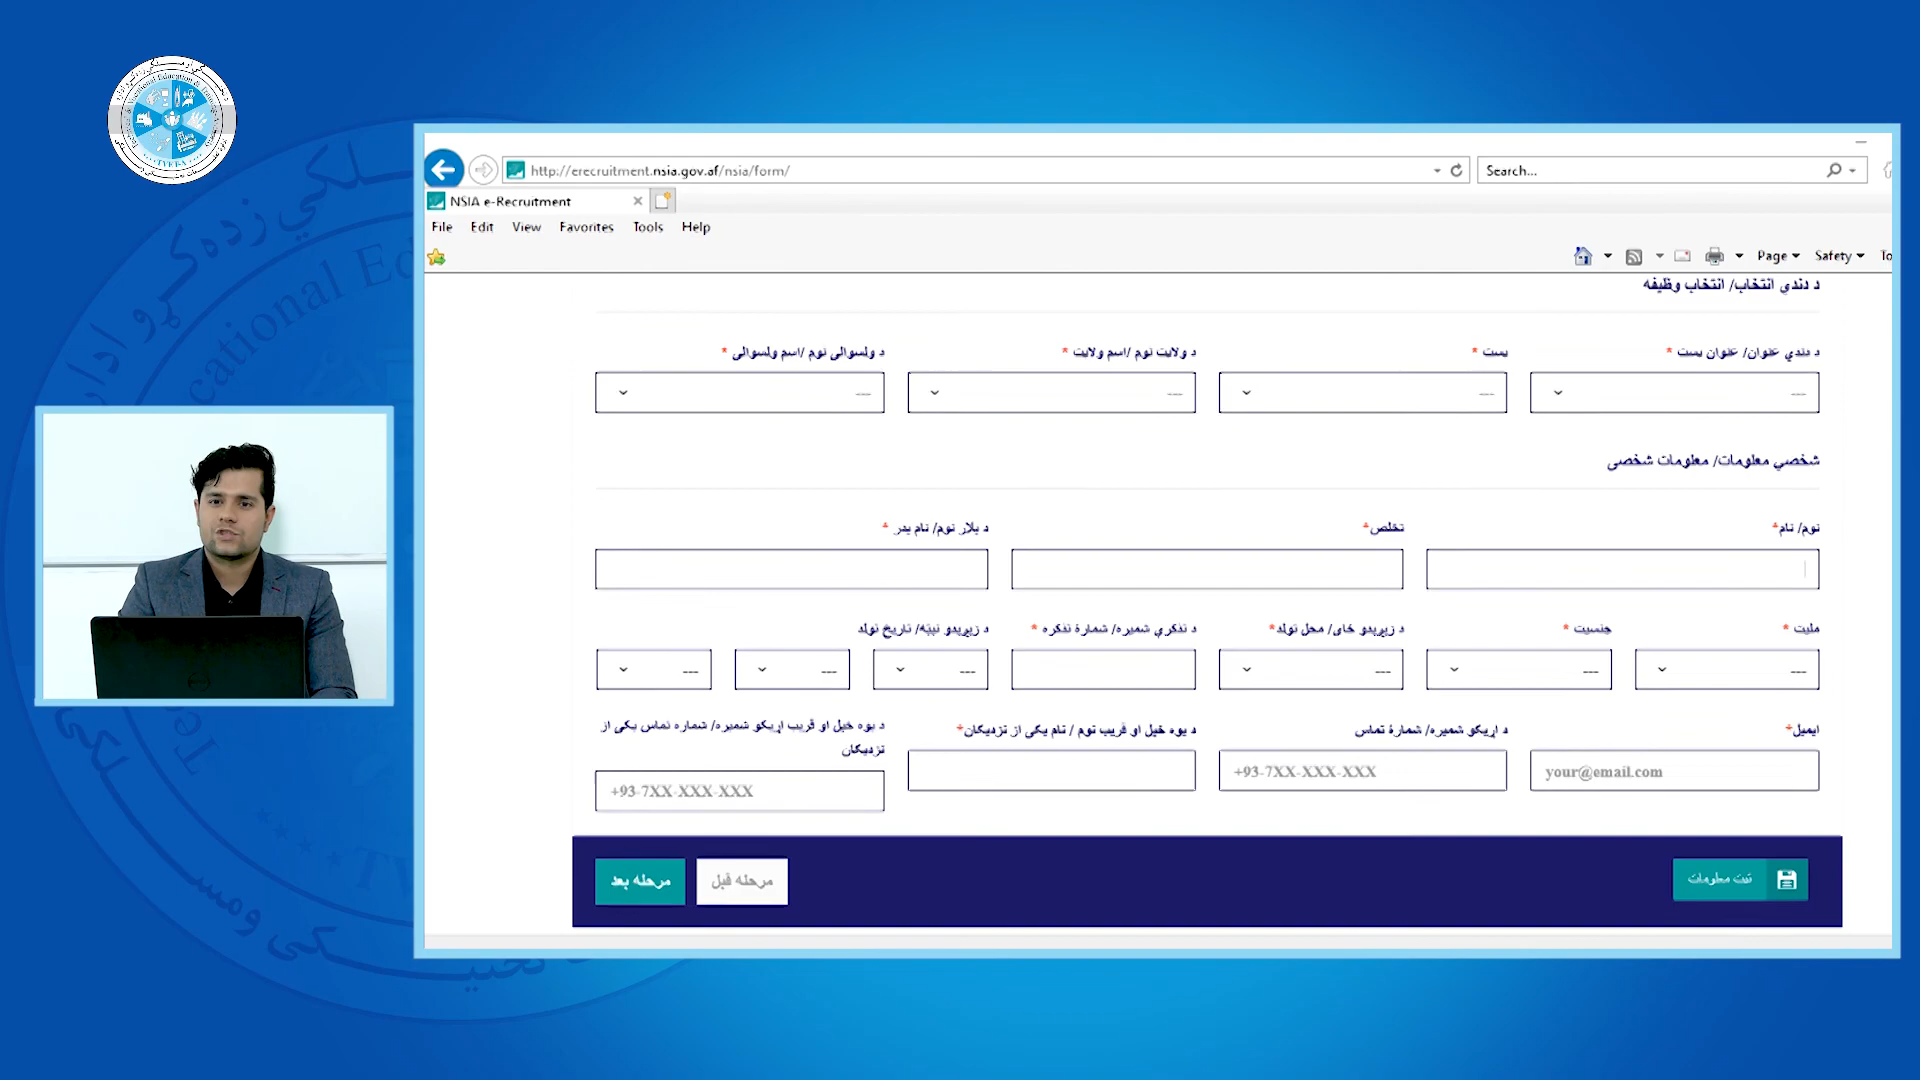 http://erecruitment.nsia.gov.af/nsia/form/
Search...
NSIA e-Recruitment
File Edit View Favorites Tools Help
Page Safety To
د دندې انتخاب/ انتخاب وظیفه
د دندې عنوان/ عنوان بست *
بست *
د ولایت نوم /اسم ولایت *
د ولسوالی نوم /اسم ولسوالی *
--- --- --- ---
شخصي معلومات/ معلومات شخصی
نوم/ نام*
تخلص*
د پلار نوم/ نام پدر *
ملیت *
جنسیت *
د زیږیدو ځای/ محل تولد*
د تذکرې شمیره/ شمارۀ تذکره *
د زیږیدو نېټه/ تاریخ تولد
--- --- --- --- --- ---
ایمیل*
د اړیکو شمیره/ شمارۀ تماس
د یوه خپل او قریب نوم / نام یکی از نزدیکان*
د یوه خپل او قریب اړیکو شمیره/ شماره تماس یکی از
نزدیکان
your@email.com
+93-7XX-XXX-XXX
+93-7XX-XXX-XXX
ثبت معلومات
مرحله قبل
مرحله بعد